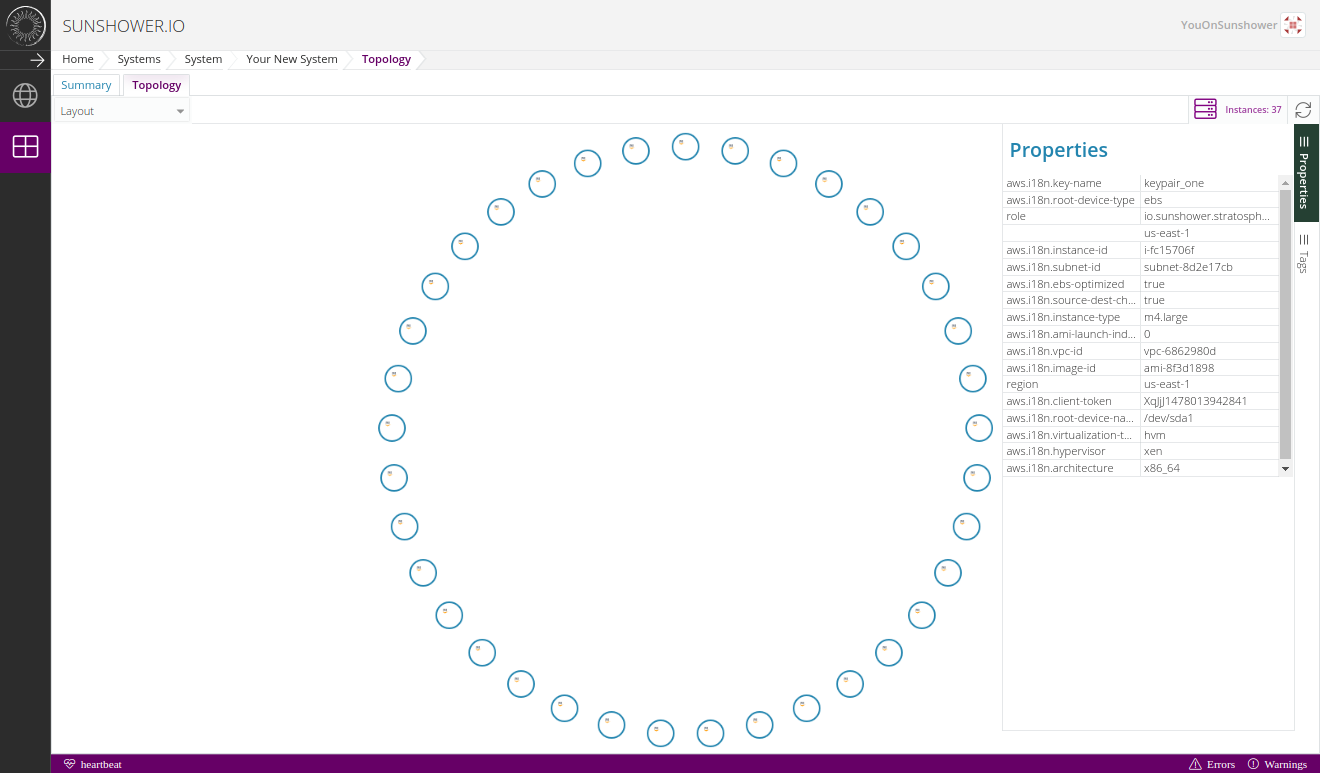 SUNSHOWER.IO
YouOnSunshower
Home Systems System Your New System Topology
Summary Topology
Layout
Instances: 37
Properties
aws.i18n.key-name keypair_one
aws.i18n.root-device-type ebs
role io.sunshower.stratosph...
us-east-1
aws.i18n.instance-id i-fc15706f
aws.i18n.subnet-id subnet-8d2e17cb
aws.i18n.ebs-optimized true
aws.i18n.source-dest-ch... true
aws.i18n.instance-type m4.large
aws.i18n.ami-launch-ind... 0
aws.i18n.vpc-id vpc-6862980d
aws.i18n.image-id ami-8f3d1898
region us-east-1
aws.i18n.client-token XqJjJ1478013942841
aws.i18n.root-device-na... /dev/sda1
aws.i18n.virtualization-t... hvm
aws.i18n.hypervisor xen
aws.i18n.architecture x86_64
Properties
Tags
heartbeat
Errors Warnings